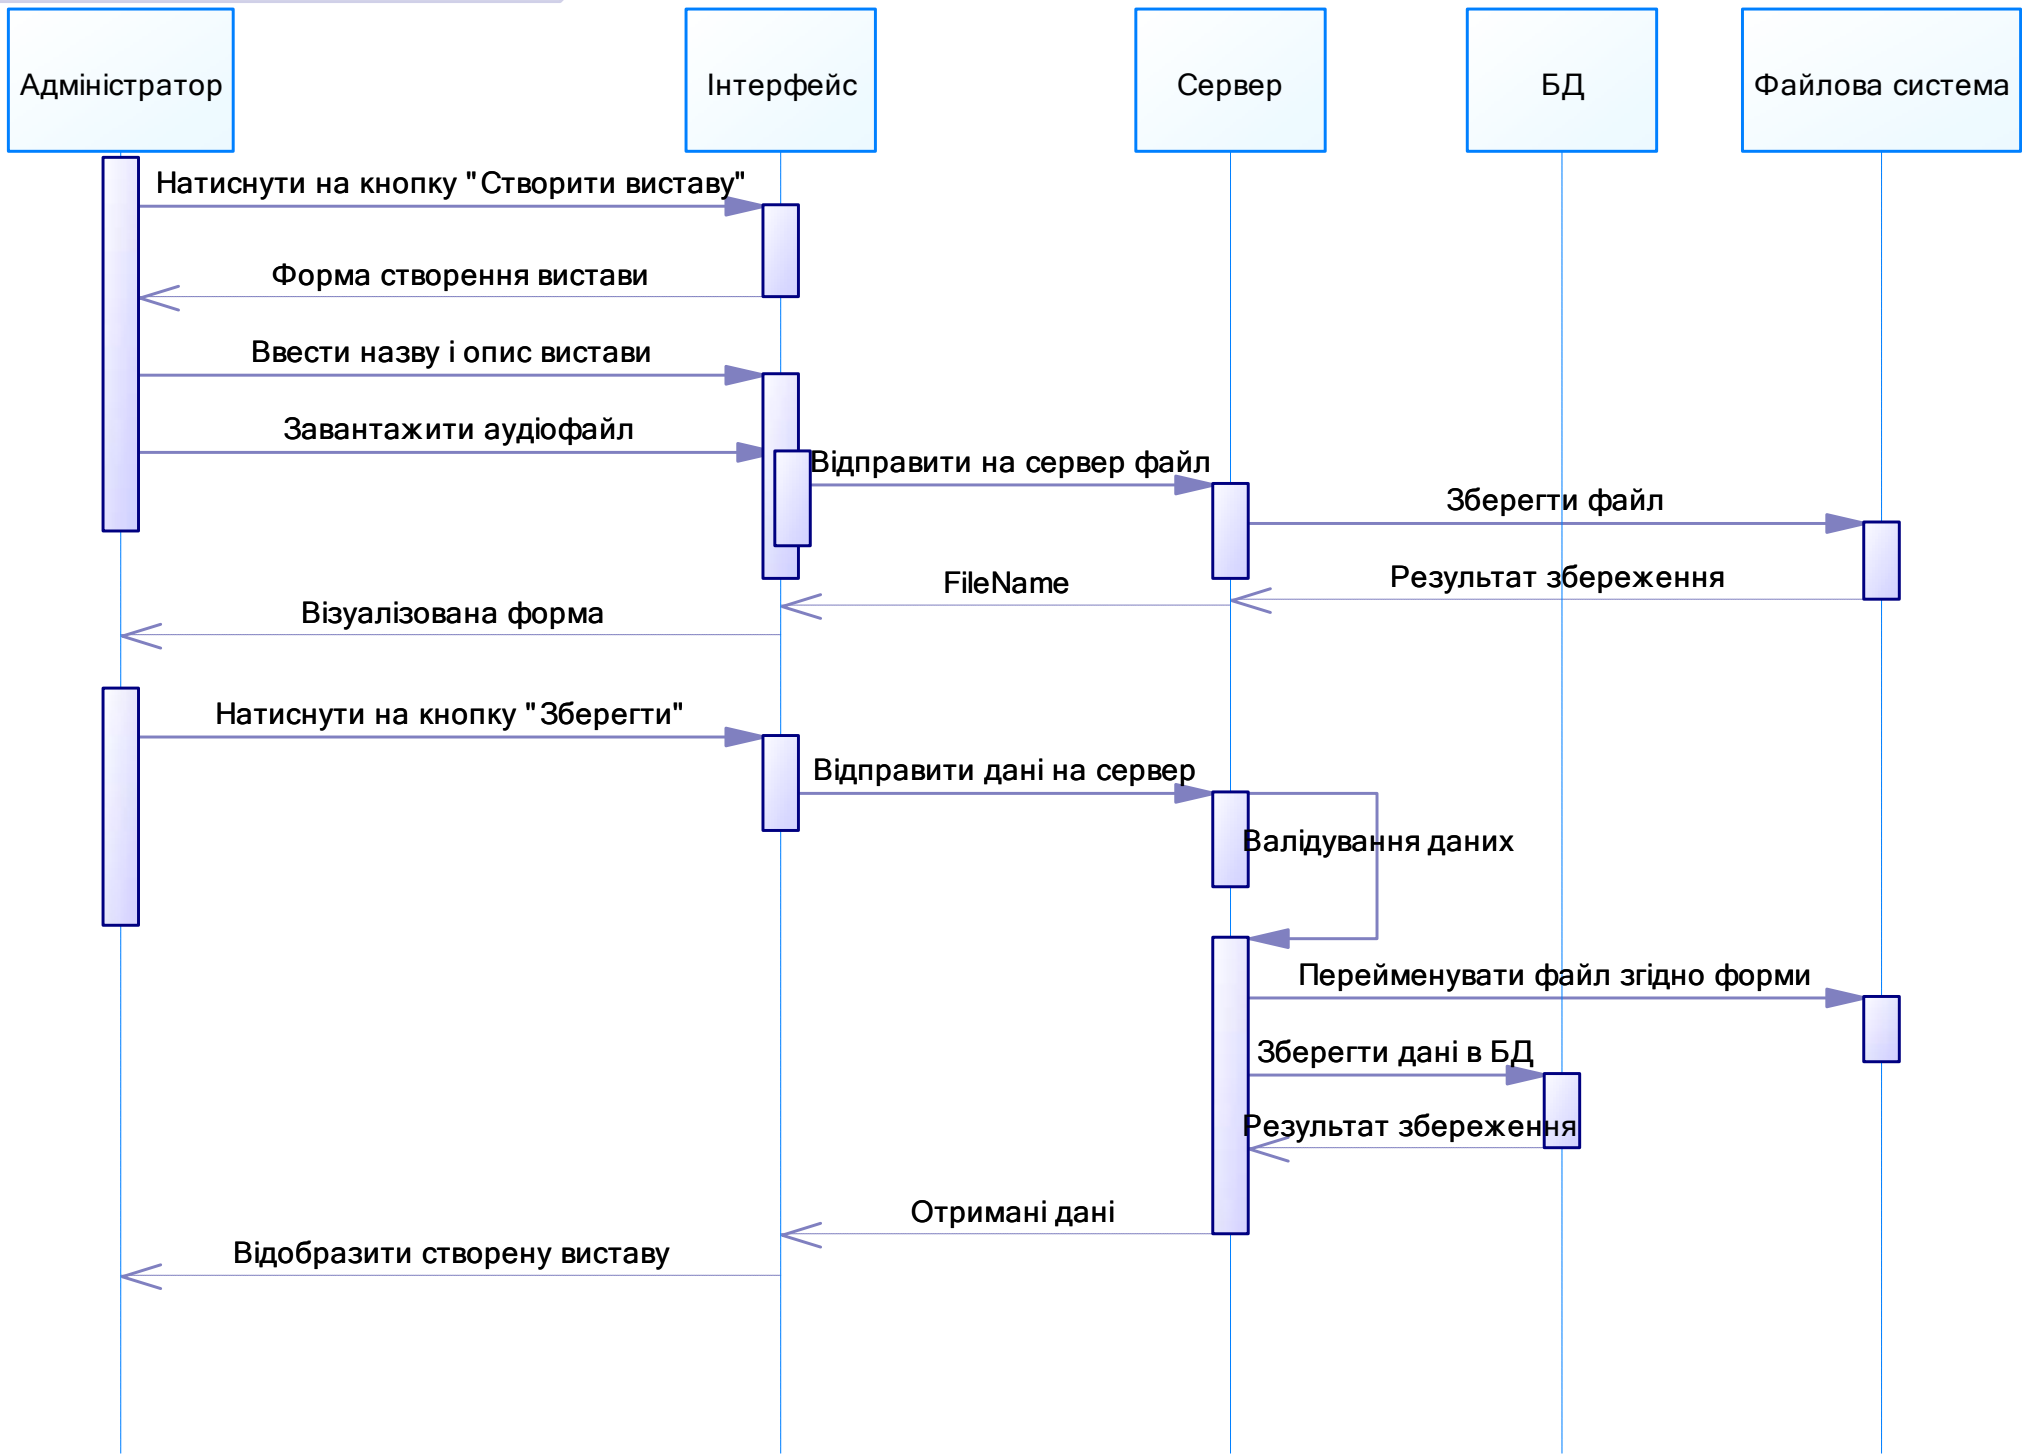 Адміністратор
Інтерфейс
Сервер
БД
Файлова система
Натиснути на кнопку "Створити виставу"
Форма створення вистави
Ввести назву і опис вистави
Завантажити аудіофайл
Відправити на сервер файл
Зберегти файл
Результат збереження
FileName
Візуалізована форма
Натиснути на кнопку "Зберегти"
Відправити дані на сервер
Валідування даних
Перейменувати файл згідно форми
Зберегти дані в БД
Результат збереження
Отримані дані
Відобразити створену виставу